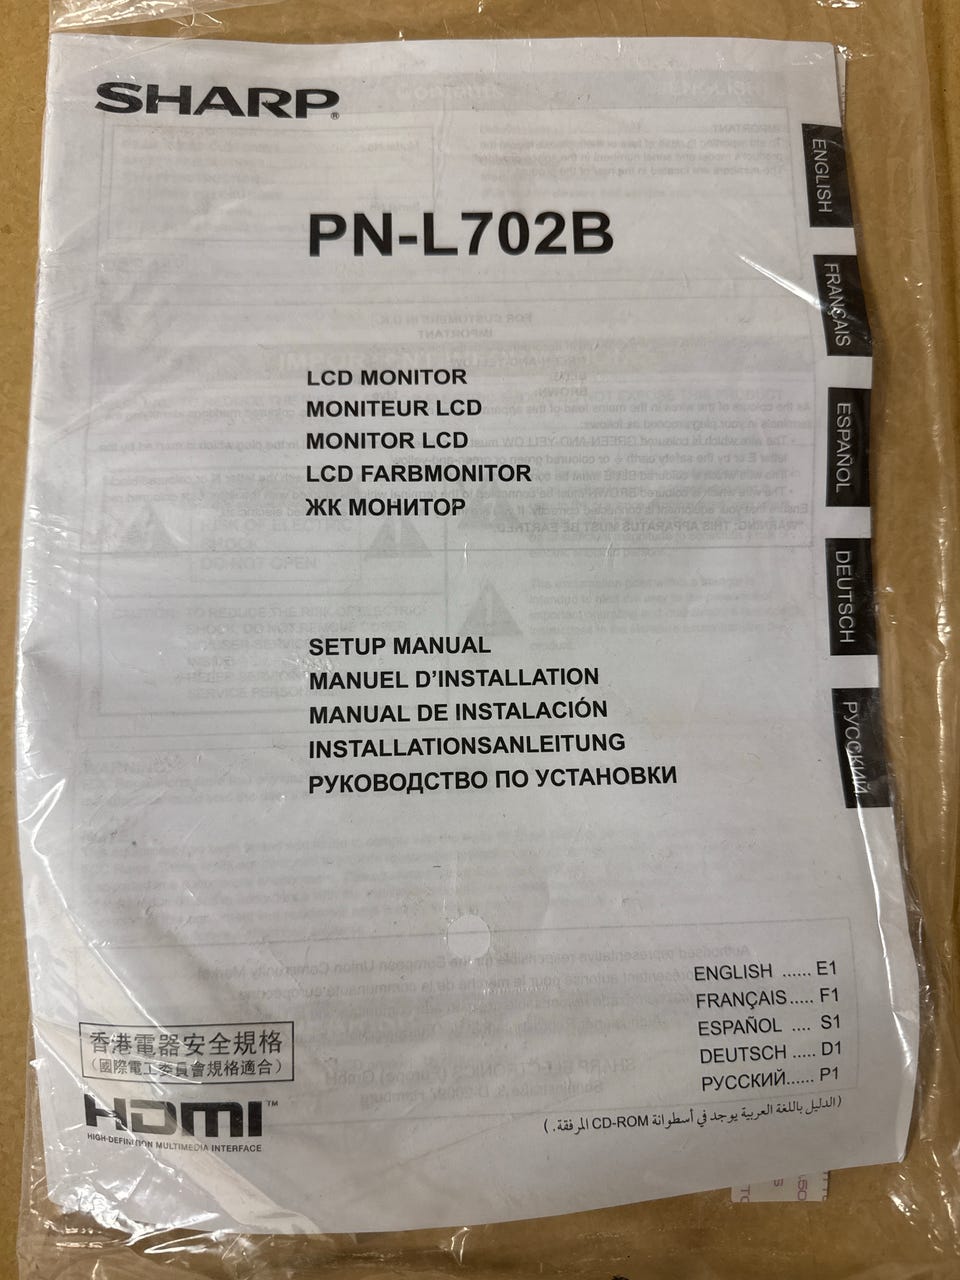 SHARP®
PN-L702B
LCD MONITOR
MONITEUR LCD
MONITOR LCD
LCD FARBMONITOR
ЖК МОНИТОР
SETUP MANUAL
MANUEL D'INSTALLATION
MANUAL DE INSTALACIÓN
INSTALLATIONSANLEITUNG
РУКОВОДСТВО ПО УСТАНОВКИ
ENGLISH
FRANÇAIS
ESPAÑOL
DEUTSCH
РУССКИЙ
ENGLISH ...... E1
FRANÇAIS ..... F1
ESPAÑOL .... S1
DEUTSCH ..... D1
РУССКИЙ...... P1
(الدليل باللغة العربية يوجد في أسطوانة CD-ROM المرفقة.)
香港電器安全規格
(國際電工委員會規格適合)
HDMI™
HIGH-DEFINITION MULTIMEDIA INTERFACE